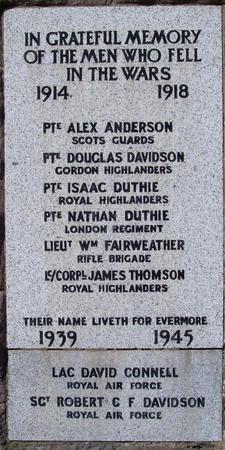 IN GRATEFUL MEMORY
OF THE MEN WHO FELL
IN THE WARS
1914 1918
PTE ALEX ANDERSON
SCOTS GUARDS
PTE DOUGLAS DAVIDSON
GORDON HIGHLANDERS
PTE ISAAC DUTHIE
ROYAL HIGHLANDERS
PTE NATHAN DUTHIE
LONDON REGIMENT
LIEUT WM FAIRWEATHER
RIFLE BRIGADE
LC/CORPL JAMES THOMSON
ROYAL HIGHLANDERS
THEIR NAME LIVETH FOR EVERMORE
1939 1945
LAC DAVID CONNELL
ROYAL AIR FORCE
SGT ROBERT G F DAVIDSON
ROYAL AIR FORCE